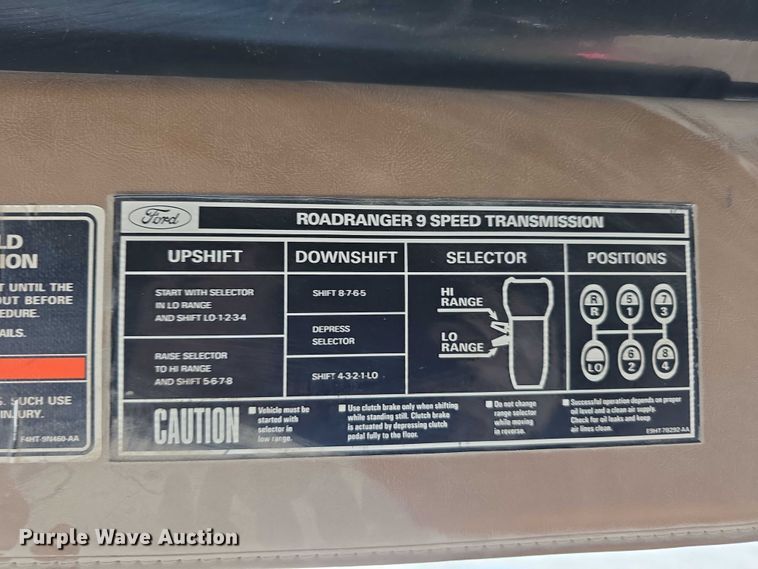 LD
ION
T UNTIL THE
OUT BEFORE
CEDURE.
AILS.
S. SUCH USE
INJURY.
F4HT-9N460-AA
Ford
ROADRANGER 9 SPEED TRANSMISSION
UPSHIFT
START WITH SELECTOR
IN LO RANGE
AND SHIFT LO-1-2-3-4
RAISE SELECTOR
TO HI RANGE
AND SHIFT 5-6-7-8
DOWNSHIFT
SHIFT 8-7-6-5
DEPRESS
SELECTOR
SHIFT 4-3-2-1-LO
SELECTOR
HI
RANGE
LO
RANGE
POSITIONS
R 5 7
R 1 3
6 8
LO 2 4
CAUTION
■ Vehicle must be
started with
selector in
low range.
■ Use clutch brake only when shifting
while standing still. Clutch brake
is actuated by depressing clutch
pedal fully to the floor.
■ Do not change
range selector
while moving
in reverse.
■ Successful operation depends on proper
oil level and a clean air supply.
Check for oil leaks and keep
air lines clean.
E9HT-7B292-AA
Purple Wave Auction